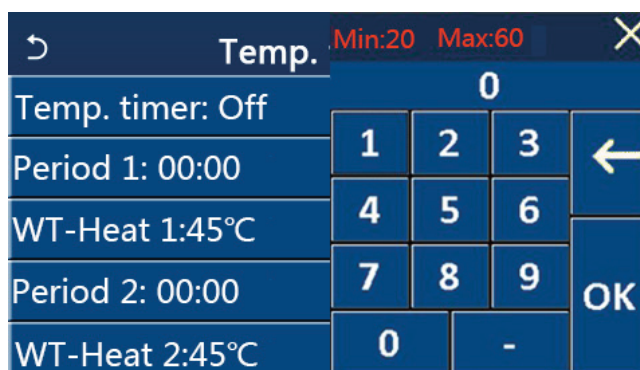 Temp.
Temp. timer: Off
Period 1: 00:00
WT-Heat 1:45℃
Period 2: 00:00
WT-Heat 2:45℃
Min:20 Max:60
0
1 2 3
4 5 6
7 8 9
OK
0 -